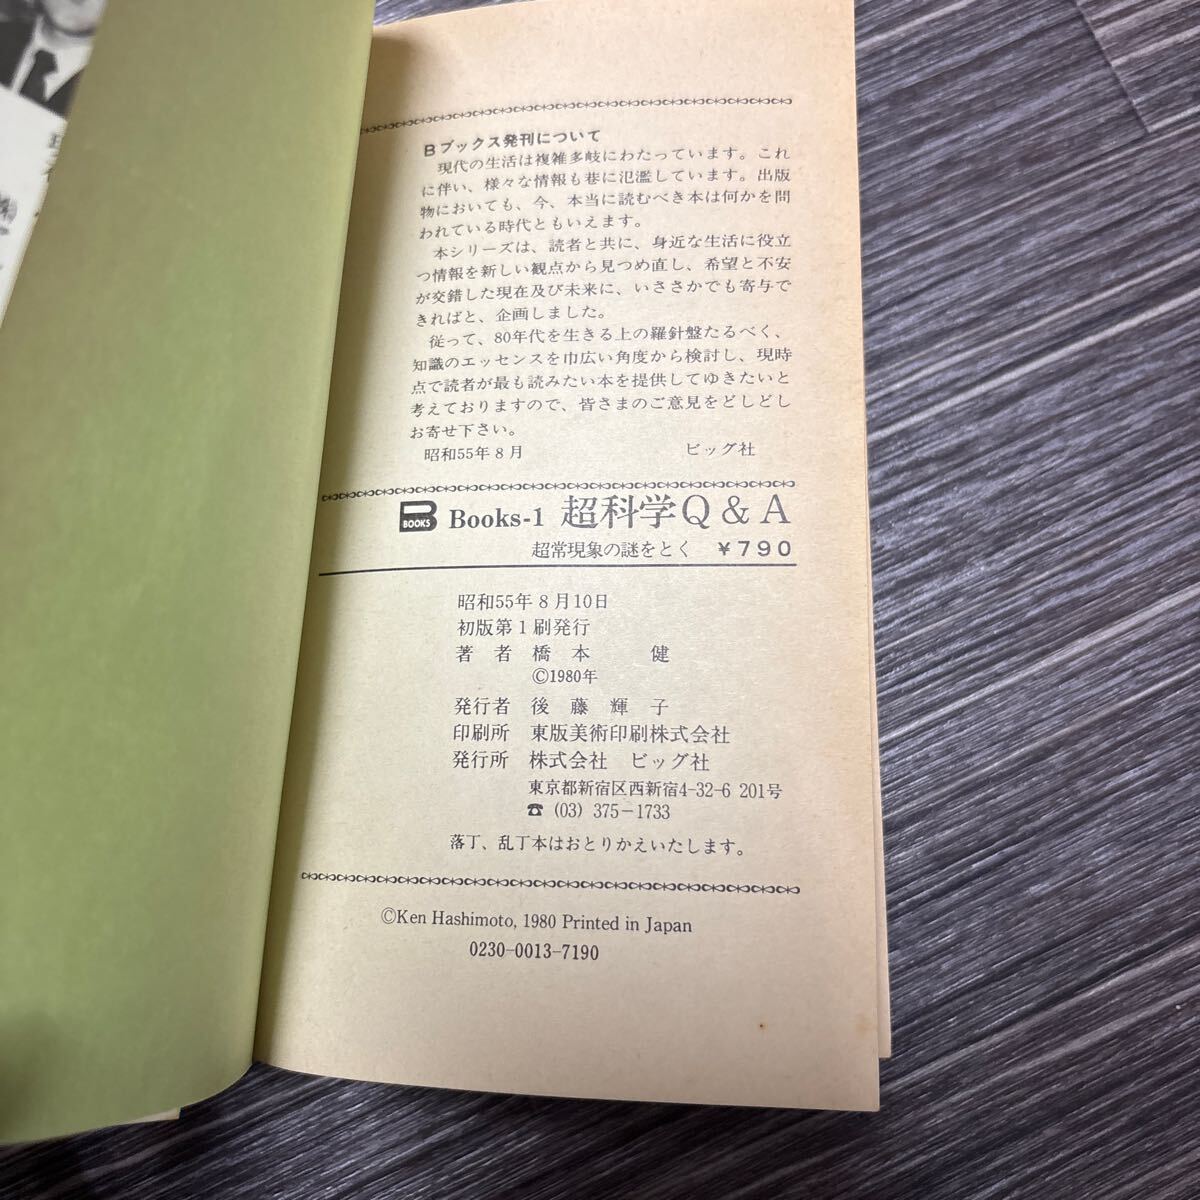 Bブックス発刊について
現代の生活は複雑多岐にわたっています。これ
に伴い、様々な情報も巷に氾濫しています。出版
物においても、今、本当に読むべき本は何かを問
われている時代ともいえます。
本シリーズは、読者と共に、身近な生活に役立
つ情報を新しい観点から見つめ直し、希望と不安
が交錯した現在及び未来に、いささかでも寄与で
きればと、企画しました。
従って、80年代を生きる上の羅針盤たるべく、
知識のエッセンスを巾広い角度から検討し、現時
点で読者が最も読みたい本を提供してゆきたいと
考えておりますので、皆さまのご意見をどしどし
お寄せ下さい。
昭和55年8月 ビッグ社
B BOOKS Books-1 超科学Q&A
超常現象の謎をとく ¥790
昭和55年8月10日
初版第1刷発行
著者 橋本 健
©1980年
発行者 後藤輝子
印刷所 東版美術印刷株式会社
発行所 株式会社 ビッグ社
東京都新宿区西新宿4-32-6 201号
☎ (03) 375-1733
落丁、乱丁本はおとりかえいたします。
©Ken Hashimoto, 1980 Printed in Japan
0230-0013-7190